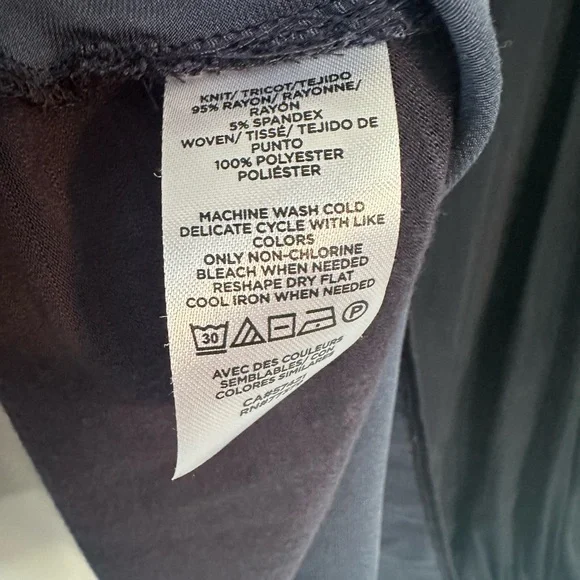 KNIT/ TRICOT/TEJIDO
95% RAYON/ RAYONNE/
RAYÓN
5% SPANDEX
WOVEN/ TISSÉ/ TEJIDO DE
PUNTO
100% POLYESTER
POLIÉSTER
MACHINE WASH COLD
DELICATE CYCLE WITH LIKE
COLORS
ONLY NON-CHLORINE
BLEACH WHEN NEEDED
RESHAPE DRY FLAT
COOL IRON WHEN NEEDED
30 P
AVEC DES COULEURS
SEMBLABLES/ CON
COLORES SIMILARES
CA#57421